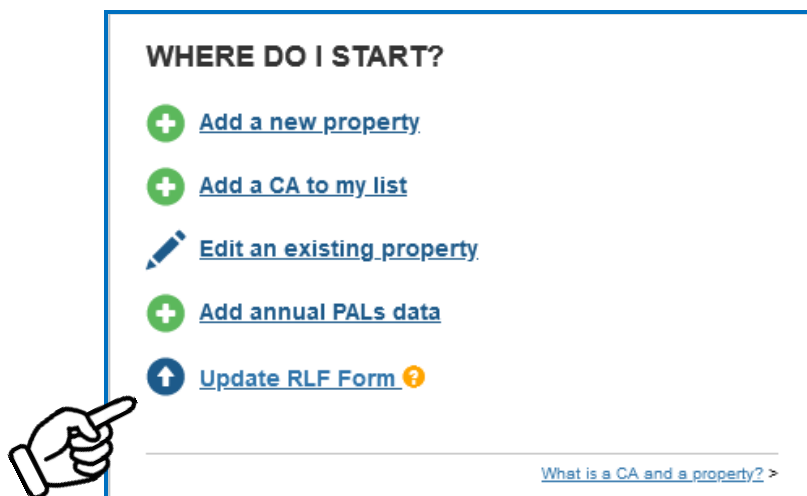 WHERE DO I START?
Add a new property
Add a CA to my list
Edit an existing property
Add annual PALs data
Update RLF Form ?
What is a CA and a property? >